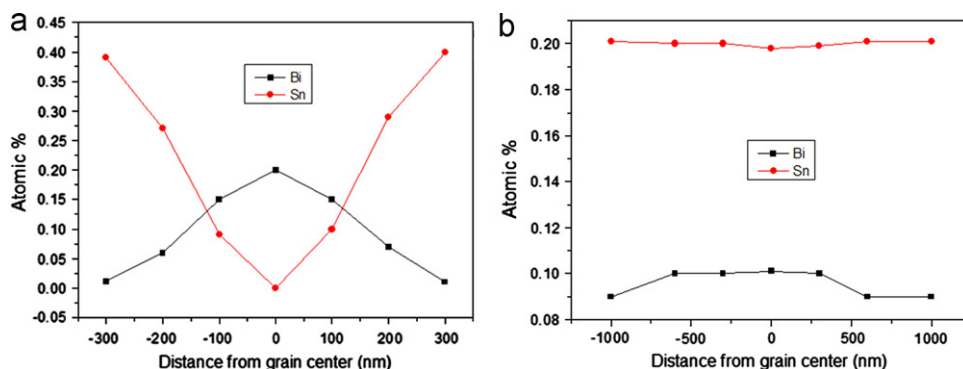 a
0.45
0.40
0.35
0.30
0.25
0.20
0.15
0.10
0.05
0.00
-0.05
Atomic %
Bi
Sn
-300 -200 -100 0 100 200 300
Distance from grain center (nm)
b
0.20
0.18
0.16
0.14
0.12
0.10
0.08
Atomic %
Bi
Sn
-1000 -500 0 500 1000
Distance from grain center (nm)